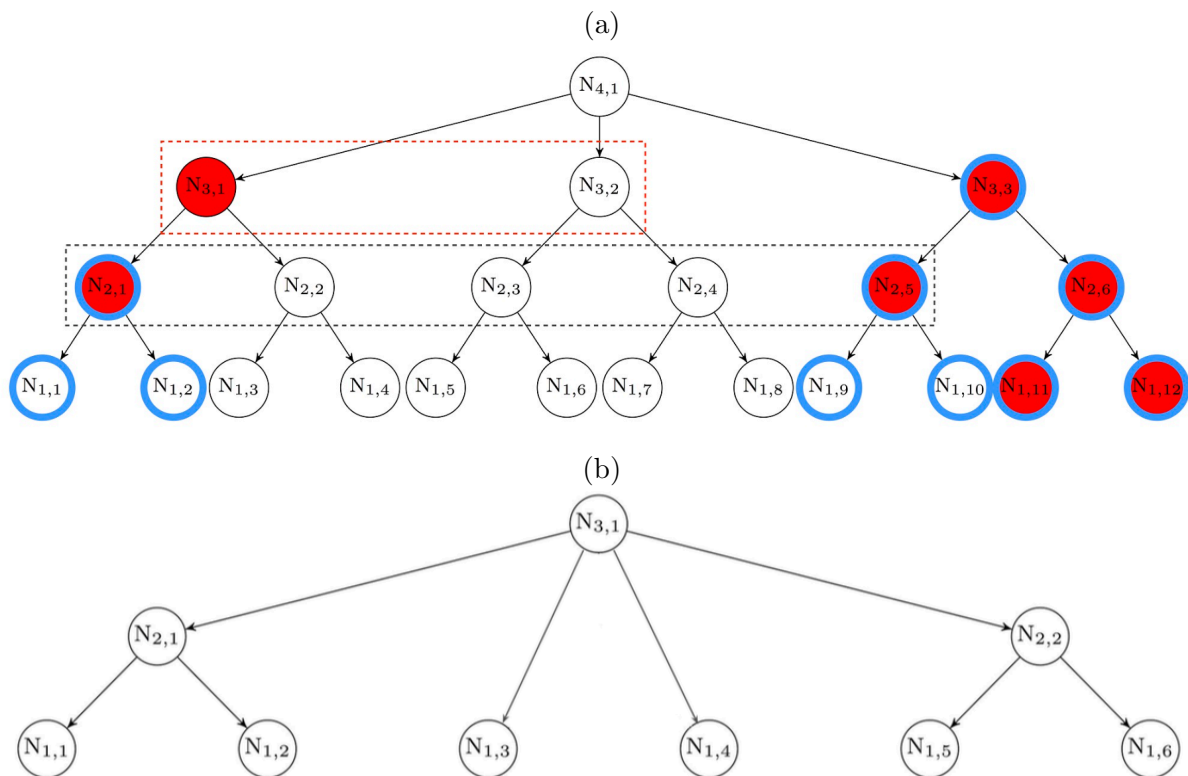 (a)
N4,1
N3,1 N3,2 N3,3
N2,1 N2,2 N2,3 N2,4 N2,5 N2,6
N1,1 N1,2 N1,3 N1,4 N1,5 N1,6 N1,7 N1,8 N1,9 N1,10 N1,11 N1,12
(b)
N3,1
N2,1 N2,2
N1,1 N1,2 N1,3 N1,4 N1,5 N1,6